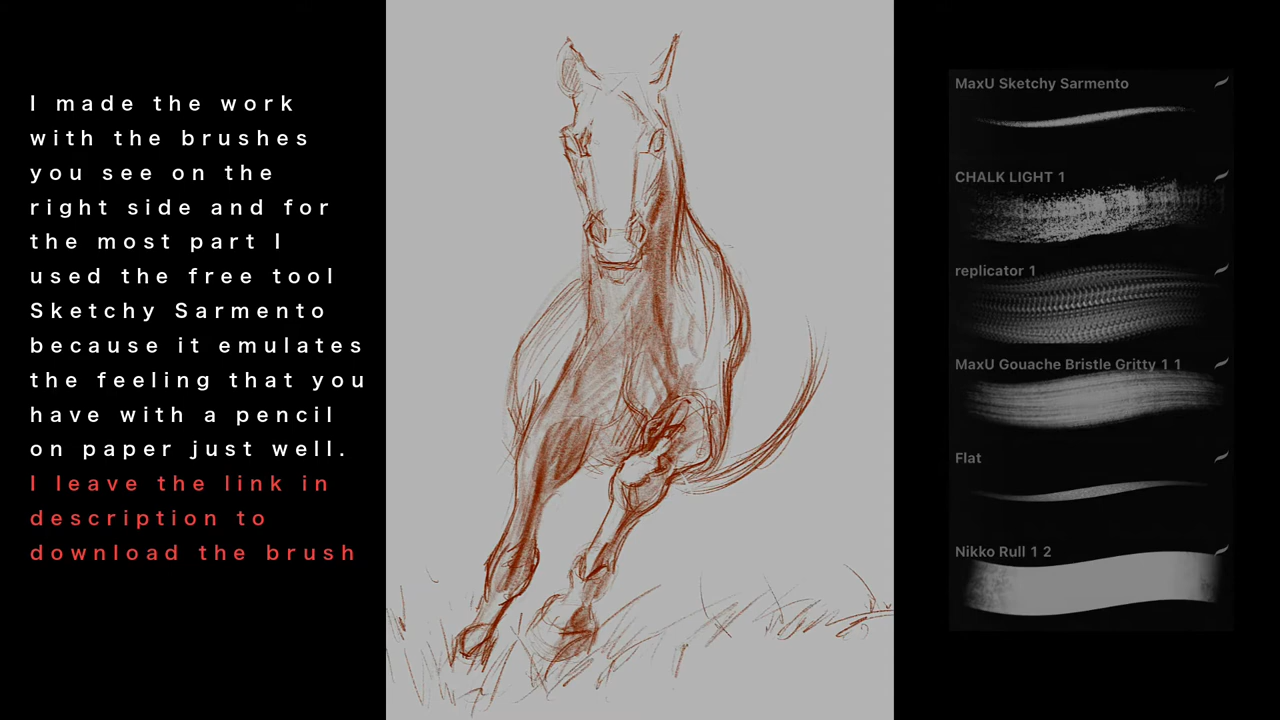 I made the work
with the brushes
you see on the
right side and for
the most part I
used the free tool
Sketchy Sarmento
because it emulates
the feeling that you
have with a pencil
on paper just well.
I leave the link in
description to
download the brush
MaxU Sketchy Sarmento
CHALK LIGHT 1
replicator 1
MaxU Gouache Bristle Gritty 1 1
Flat
Nikko Rull 1 2